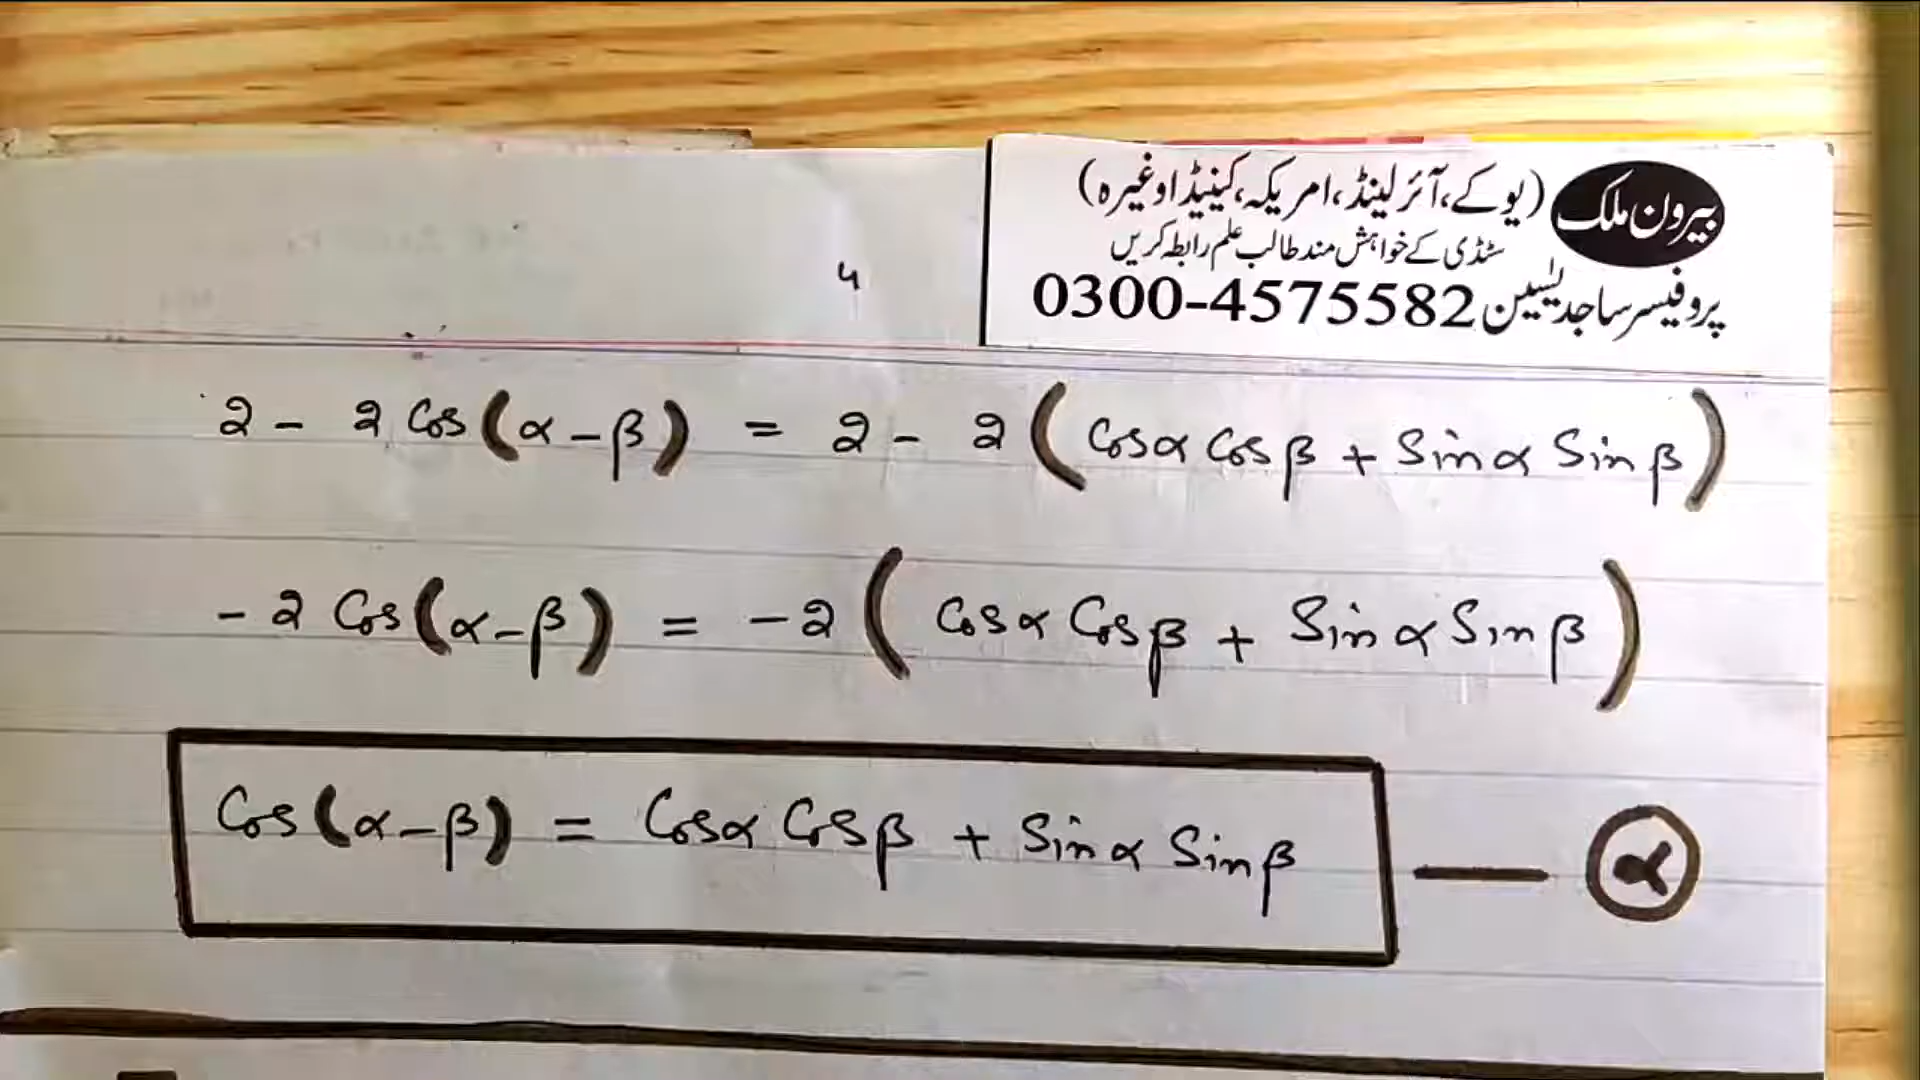 بیرون ملک (یوکے، آئرلینڈ، امریکہ، کینیڈا وغیرہ)
سٹڈی کے خواہش مند طالب علم رابطہ کریں
پروفیسر ساجد یٰسین 0300-4575582
4
2 - 2 Cos(α-β) = 2 - 2 (Cosα Cosβ + Sinα Sinβ)
-2 Cos(α-β) = -2 (Cosα Cosβ + Sinα Sinβ)
Cos(α-β) = Cosα Cosβ + Sinα Sinβ — α